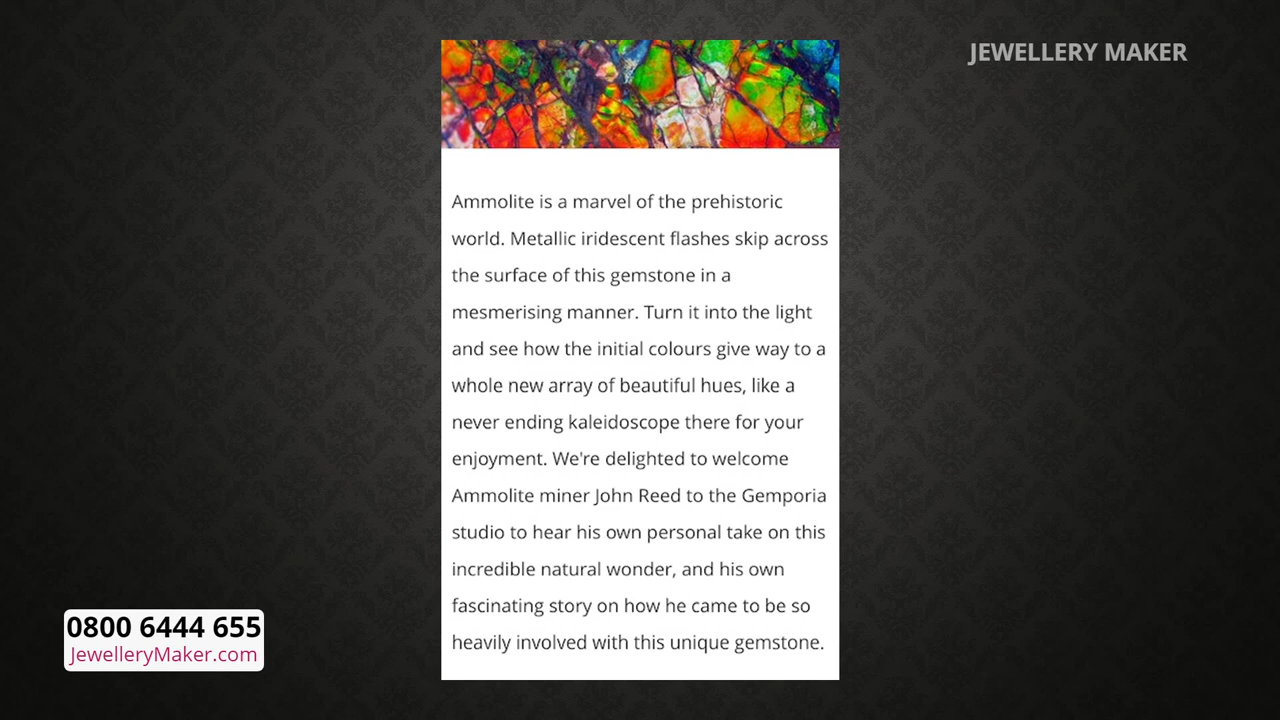 JEWELLERY MAKER
Ammolite is a marvel of the prehistoric
world. Metallic iridescent flashes skip across
the surface of this gemstone in a
mesmerising manner. Turn it into the light
and see how the initial colours give way to a
whole new array of beautiful hues, like a
never ending kaleidoscope there for your
enjoyment. We're delighted to welcome
Ammolite miner John Reed to the Gemporia
studio to hear his own personal take on this
incredible natural wonder, and his own
fascinating story on how he came to be so
heavily involved with this unique gemstone.
0800 6444 655
JewelleryMaker.com